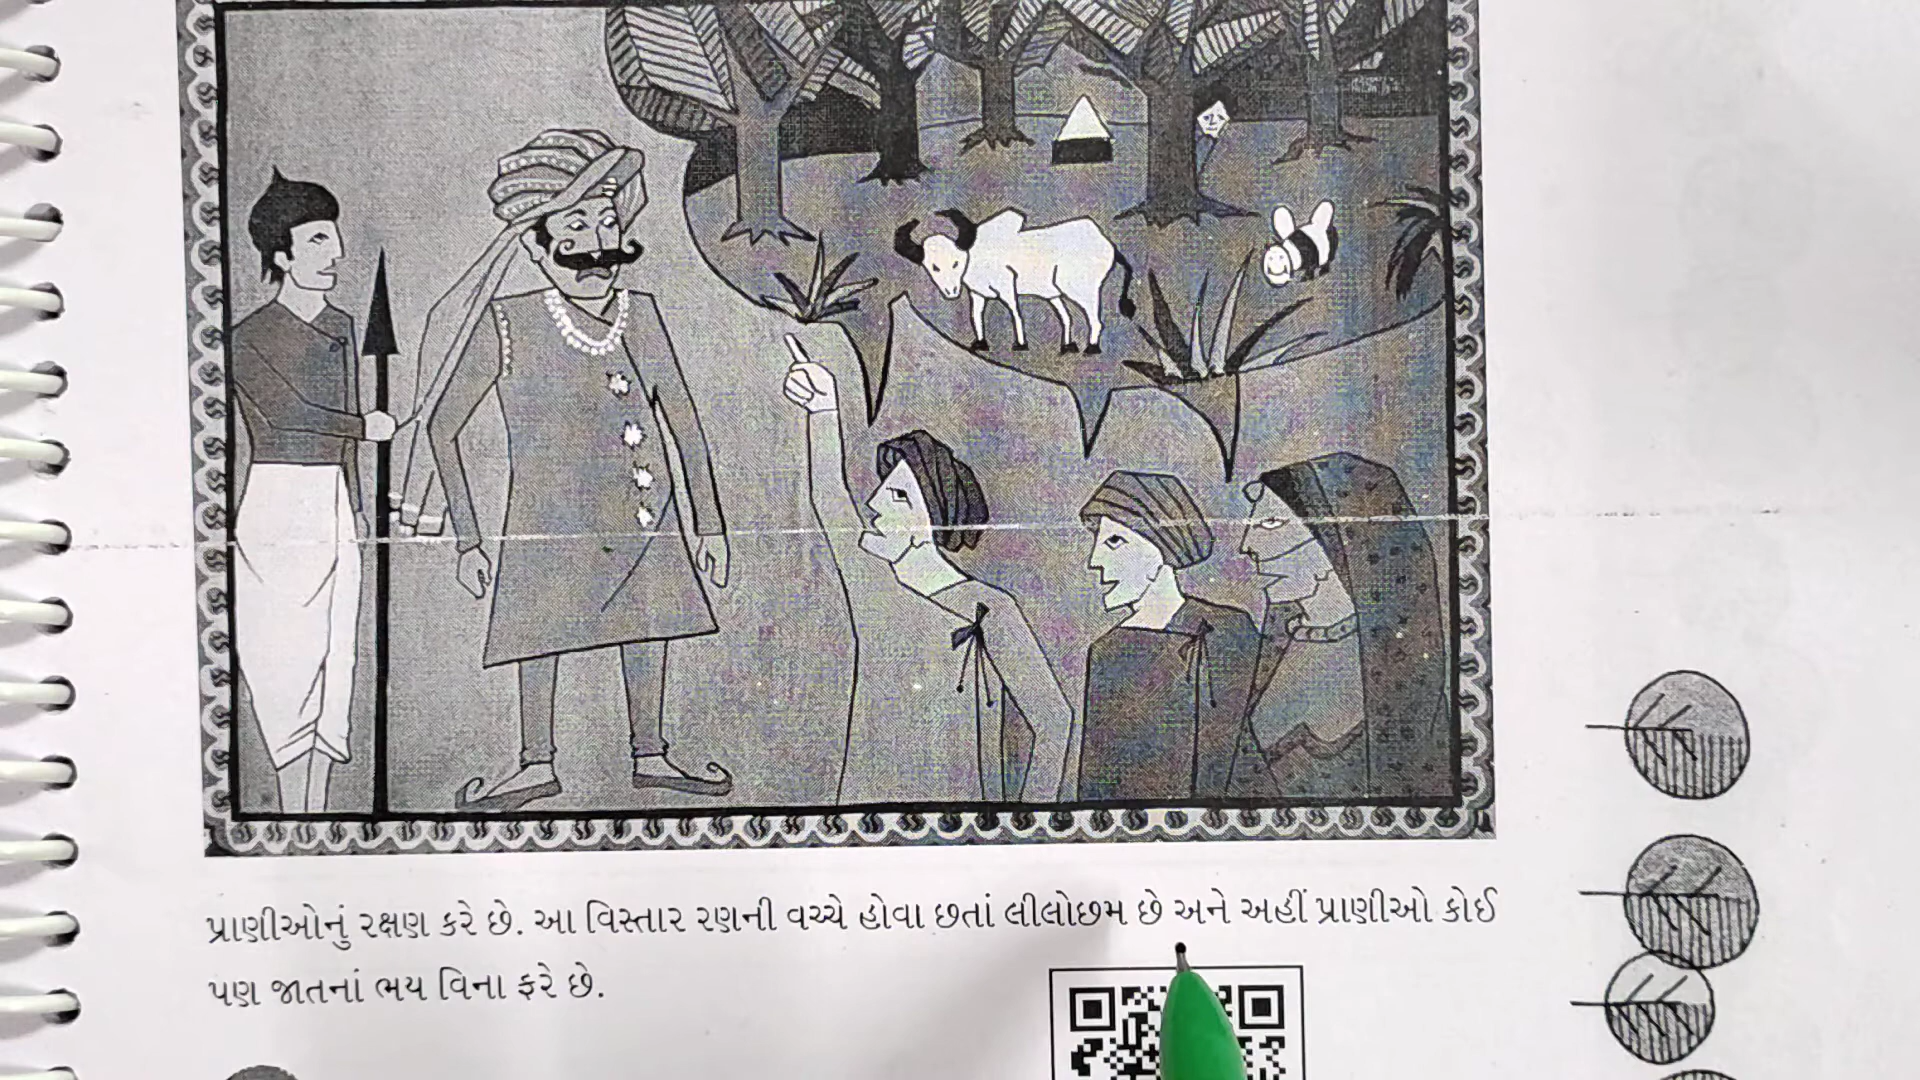 પ્રાણીઓનું રક્ષણ કરે છે. આ વિસ્તાર રણની વચ્ચે હોવા છતાં લીલોછમ છે અને અહીં પ્રાણીઓ કોઈ
પણ જાતનાં ભય વિના ફરે છે.